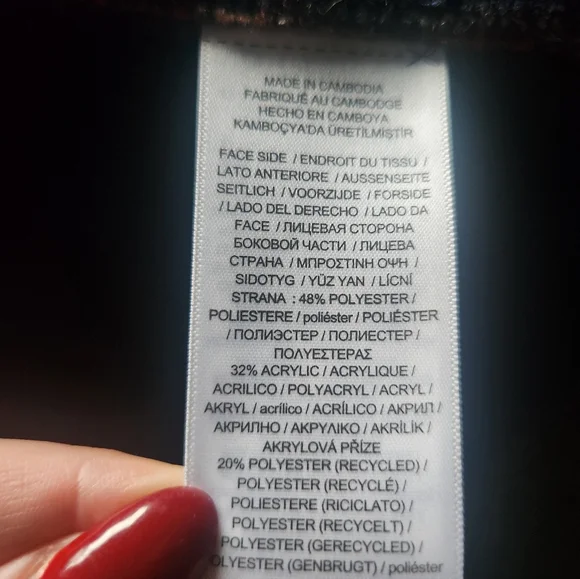 MADE IN CAMBODIA
FABRIQUÉ AU CAMBODGE
HECHO EN CAMBOYA
KAMBOÇYA'DA ÜRETİLMİŞTİR
FACE SIDE / ENDROIT DU TISSU /
LATO ANTERIORE / AUSSENSEITE
SEITLICH / VOORZIJDE / FORSIDE
/ LADO DEL DERECHO / LADO DA
FACE / ЛИЦЕВАЯ СТОРОНА
БОКОВОЙ ЧАСТИ / ЛИЦЕВА
СТРАНА / ΜΠΡΟΣΤΙΝΗ ΟΨΗ /
SIDOTYG / YÜZ YAN / LÍCNÍ
STRANA : 48% POLYESTER /
POLIESTERE / poliéster / POLIÉSTER
/ ПОЛИЭСТЕР / ПОЛИЕСТЕР /
ΠΟΛΥΕΣΤΕΡΑΣ
32% ACRYLIC / ACRYLIQUE /
ACRILICO / POLYACRYL / ACRYL /
AKRYL / acrílico / ACRÍLICO / АКРИЛ /
АКРИЛНО / ΑΚΡΥΛΙΚΟ / AKRİLİK /
AKRYLOVÁ PŘÍZE
20% POLYESTER (RECYCLED) /
POLYESTER (RECYCLÉ) /
POLIESTERE (RICICLATO) /
POLYESTER (RECYCELT) /
POLYESTER (GERECYCLED) /
POLYESTER (GENBRUGT) / poliéster